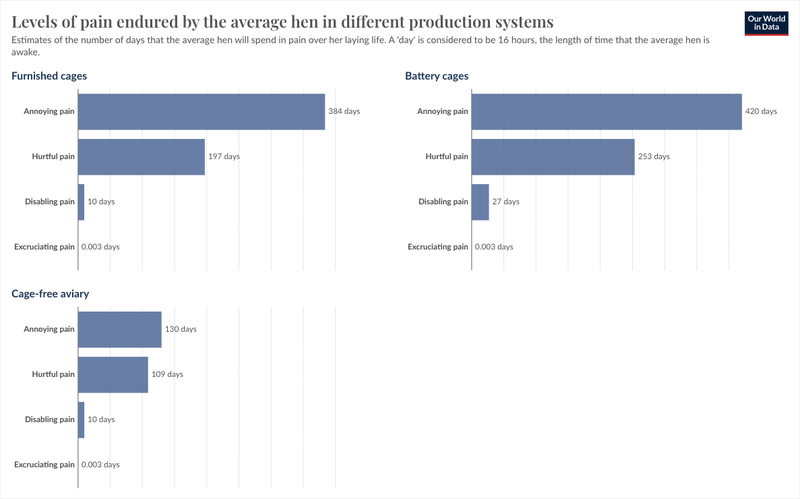 Levels of pain endured by the average hen in different production systems
Our World
in Data
Estimates of the number of days that the average hen will spend in pain over her laying life. A 'day' is considered to be 16 hours, the length of time that the average hen is
awake.
Furnished cages
Annoying pain 384 days
Hurtful pain 197 days
Disabling pain 10 days
Excruciating pain 0.003 days
Battery cages
Annoying pain 420 days
Hurtful pain 253 days
Disabling pain 27 days
Excruciating pain 0.003 days
Cage-free aviary
Annoying pain 130 days
Hurtful pain 109 days
Disabling pain 10 days
Excruciating pain 0.003 days